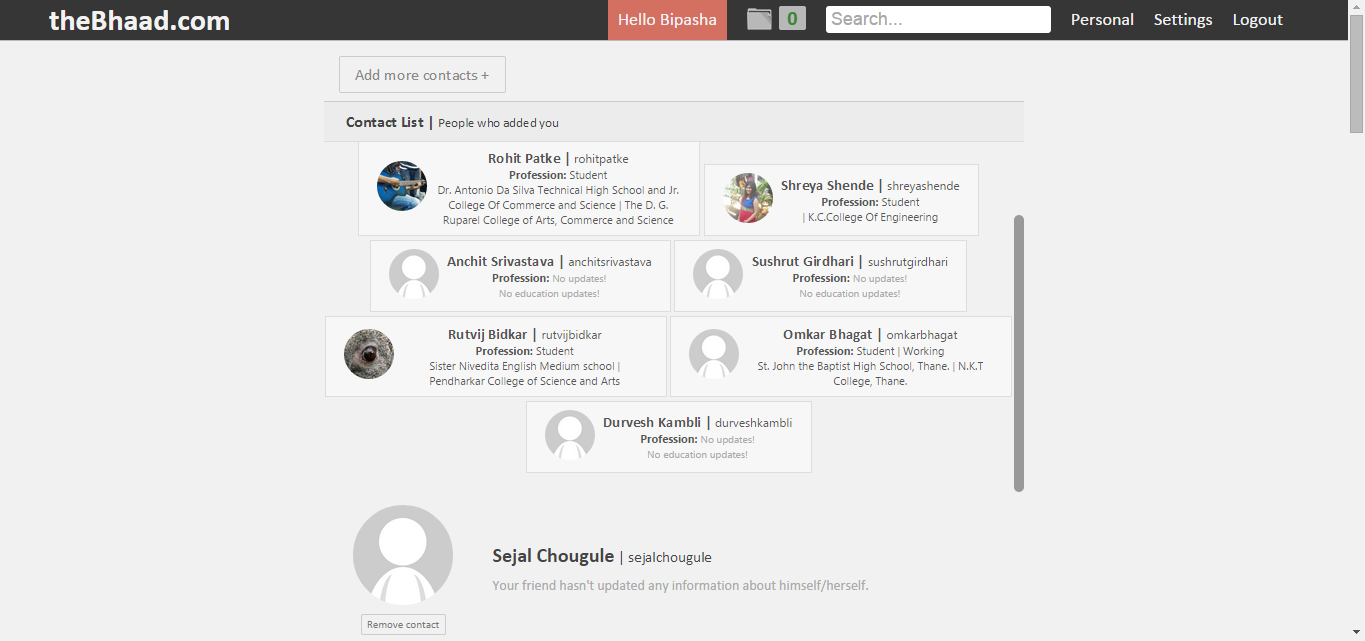 theBhaad.com
Hello Bipasha
0
Search...
Personal
Settings
Logout
Add more contacts +
Contact List | People who added you
Rohit Patke | rohitpatke
Profession: Student
Dr. Antonio Da Silva Technical High School and Jr.
College Of Commerce and Science | The D. G.
Ruparel College of Arts, Commerce and Science
Shreya Shende | shreyashende
Profession: Student
| K.C.College Of Engineering
Anchit Srivastava | anchitsrivastava
Profession: No updates!
No education updates!
Sushrut Girdhari | sushrutgirdhari
Profession: No updates!
No education updates!
Rutvij Bidkar | rutvijbidkar
Profession: Student
Sister Nivedita English Medium school |
Pendharkar College of Science and Arts
Omkar Bhagat | omkarbhagat
Profession: Student | Working
St. John the Baptist High School, Thane. | N.K.T
College, Thane.
Durvesh Kambli | durveshkambli
Profession: No updates!
No education updates!
Sejal Chougule | sejalchougule
Your friend hasn't updated any information about himself/herself.
Remove contact